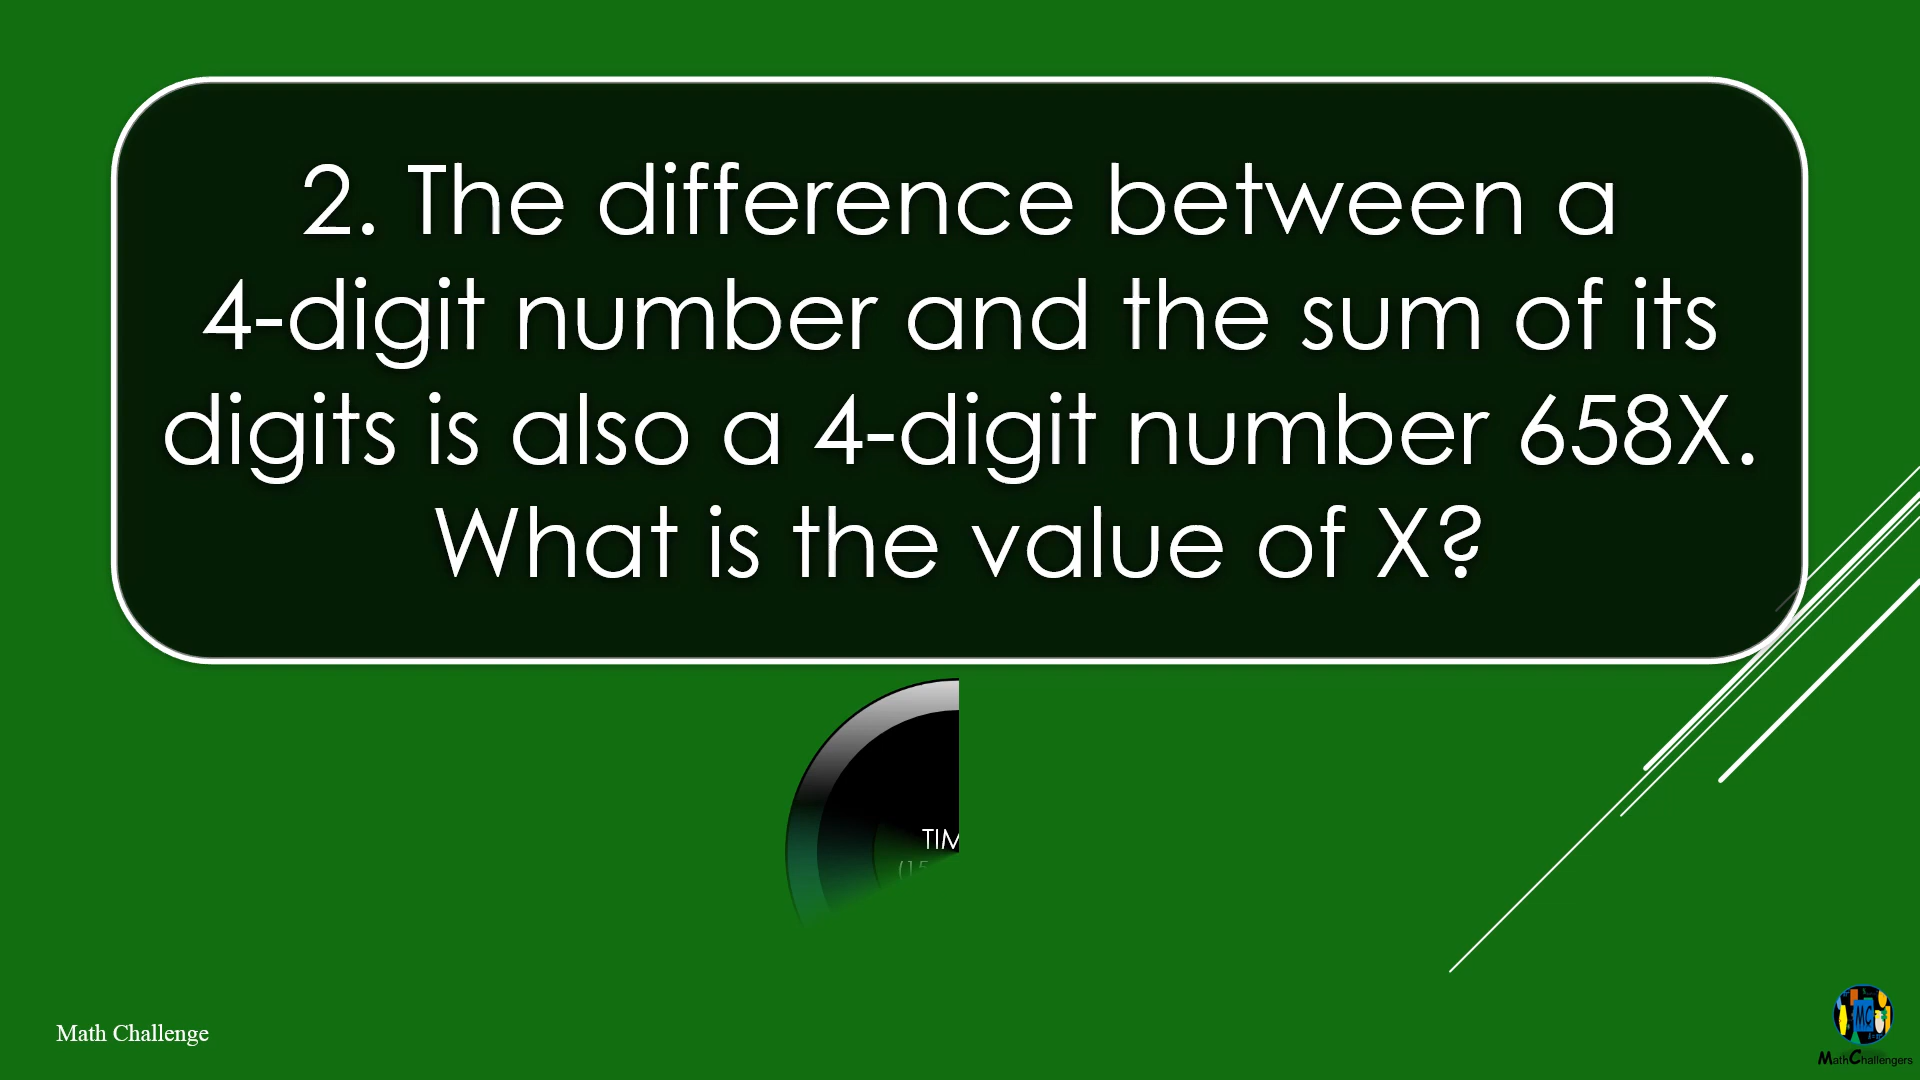 2. The difference between a
4-digit number and the sum of its
digits is also a 4-digit number 658X.
What is the value of X?
TIM
Math Challenge
MC
MathChallengers